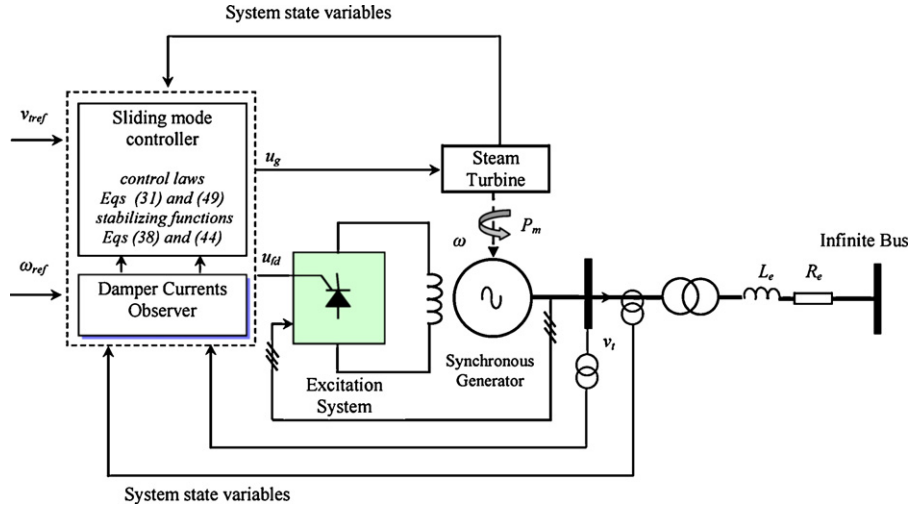 System state variables
v_tref
Sliding mode
controller
control laws
Eqs (31) and (49)
stabilizing functions
Eqs (38) and (44)
u_g
Steam
Turbine
ω
P_m
Infinite Bus
ω_ref
Damper Currents
Observer
u_fd
L_e
R_e
v_t
Synchronous
Generator
Excitation
System
System state variables